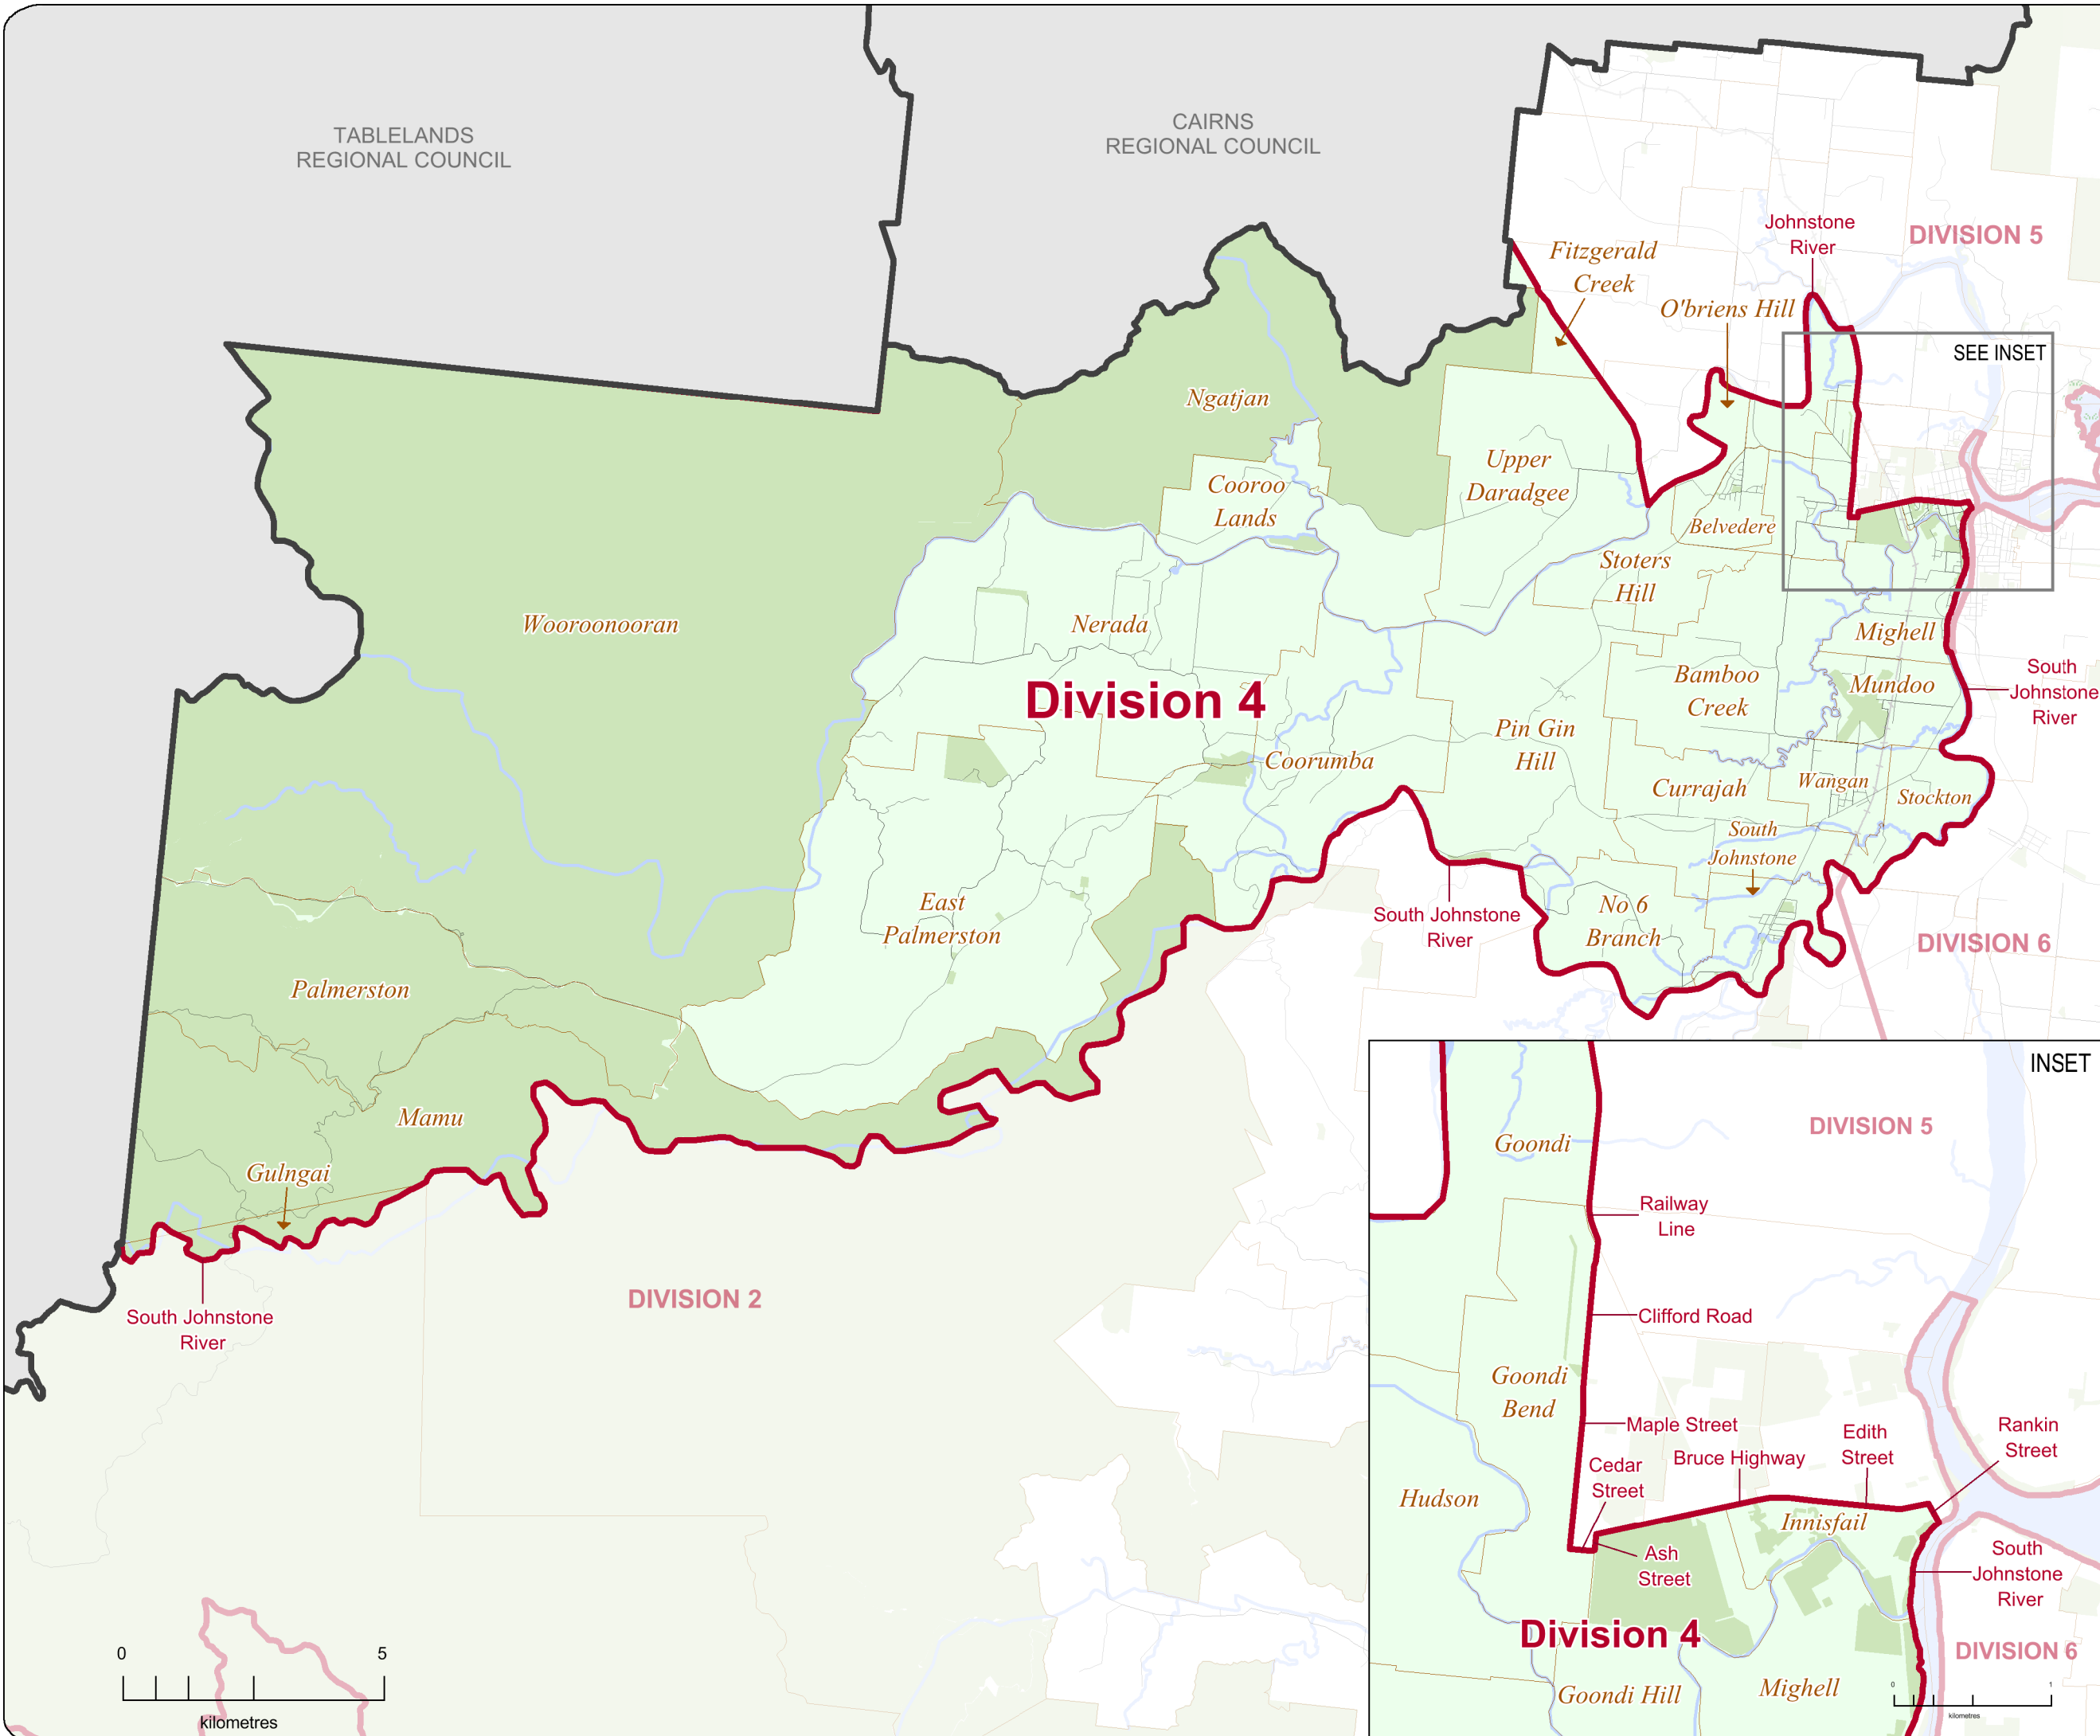 TABLELANDS
REGIONAL COUNCIL
CAIRNS
REGIONAL COUNCIL
Johnstone
River
DIVISION 5
Fitzgerald
Creek
O'briens Hill
SEE INSET
Ngatjan
Upper
Daradgee
Cooroo
Lands
Belvedere
Stoters
Hill
Wooroonooran
Nerada
Mighell
Division 4
Bamboo
Creek
Mundoo
South
Johnstone
River
Pin Gin
Hill
Coorumba
Currajah
Wangan
Stockton
South
Johnstone
East
Palmerston
South Johnstone
River
No 6
Branch
DIVISION 6
Palmerston
Mamu
Gulngai
South Johnstone
River
DIVISION 2
0
5
kilometres
INSET
DIVISION 5
Goondi
Railway
Line
Clifford Road
Goondi
Bend
Maple Street
Edith
Street
Rankin
Street
Bruce Highway
Cedar
Street
Hudson
Innisfail
Ash
Street
South
Johnstone
River
Division 4
DIVISION 6
Goondi Hill
Mighell
0
1
kilometres